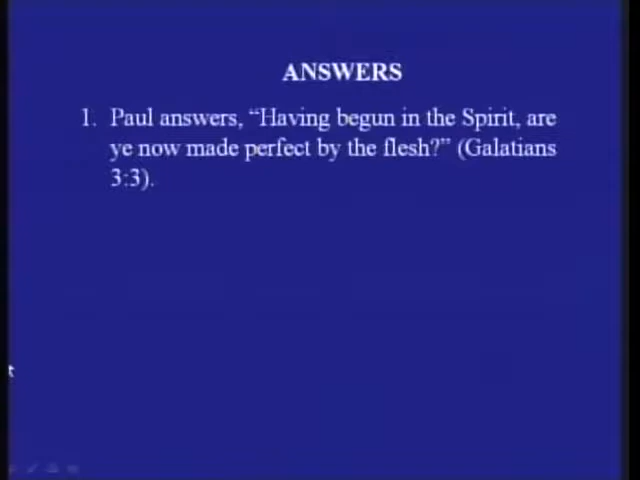 ANSWERS
1. Paul answers, “Having begun in the Spirit, are
ye now made perfect by the flesh?” (Galatians
3:3).